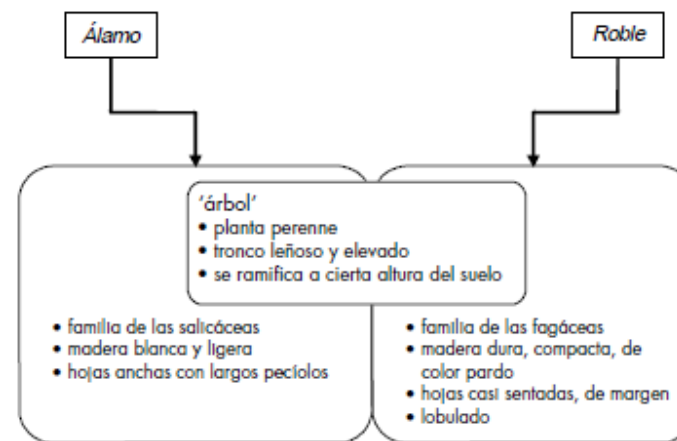 Álamo
Roble
'árbol'
• planta perenne
• tronco leñoso y elevado
• se ramifica a cierta altura del suelo
• familia de las salicáceas
• madera blanca y ligera
• hojas anchas con largos pecíolos
• familia de las fagáceas
• madera dura, compacta, de
color pardo
• hojas casi sentadas, de margen
• lobulado